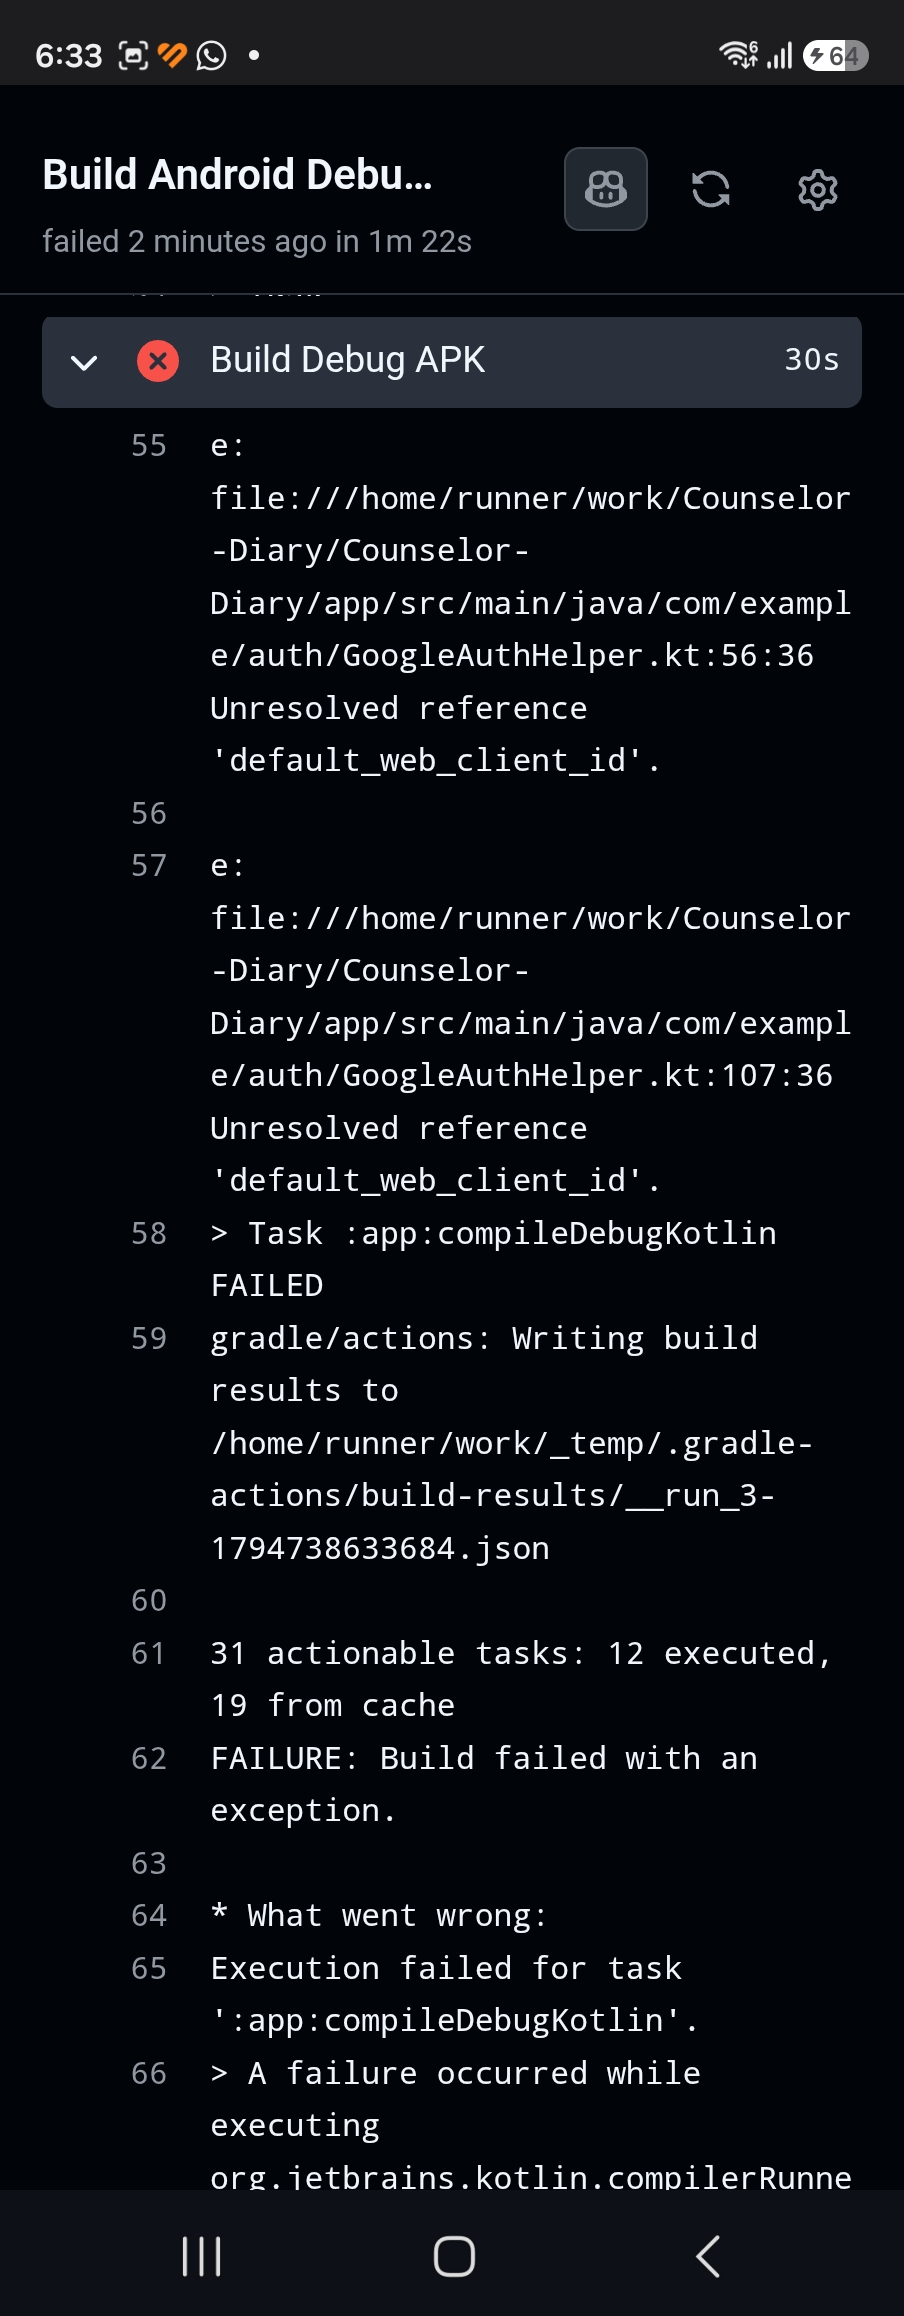 6:33
6
64
Build Android Debu...
failed 2 minutes ago in 1m 22s
Build Debug APK 30s
55 e:
file:///home/runner/work/Counselor
-Diary/Counselor-
Diary/app/src/main/java/com/exampl
e/auth/GoogleAuthHelper.kt:56:36
Unresolved reference
'default_web_client_id'.
56
57 e:
file:///home/runner/work/Counselor
-Diary/Counselor-
Diary/app/src/main/java/com/exampl
e/auth/GoogleAuthHelper.kt:107:36
Unresolved reference
'default_web_client_id'.
58 > Task :app:compileDebugKotlin
FAILED
59 gradle/actions: Writing build
results to
/home/runner/work/_temp/.gradle-
actions/build-results/__run_3-
1794738633684.json
60
61 31 actionable tasks: 12 executed,
19 from cache
62 FAILURE: Build failed with an
exception.
63
64 * What went wrong:
65 Execution failed for task
':app:compileDebugKotlin'.
66 > A failure occurred while
executing
org.jetbrains.kotlin.compilerRunne